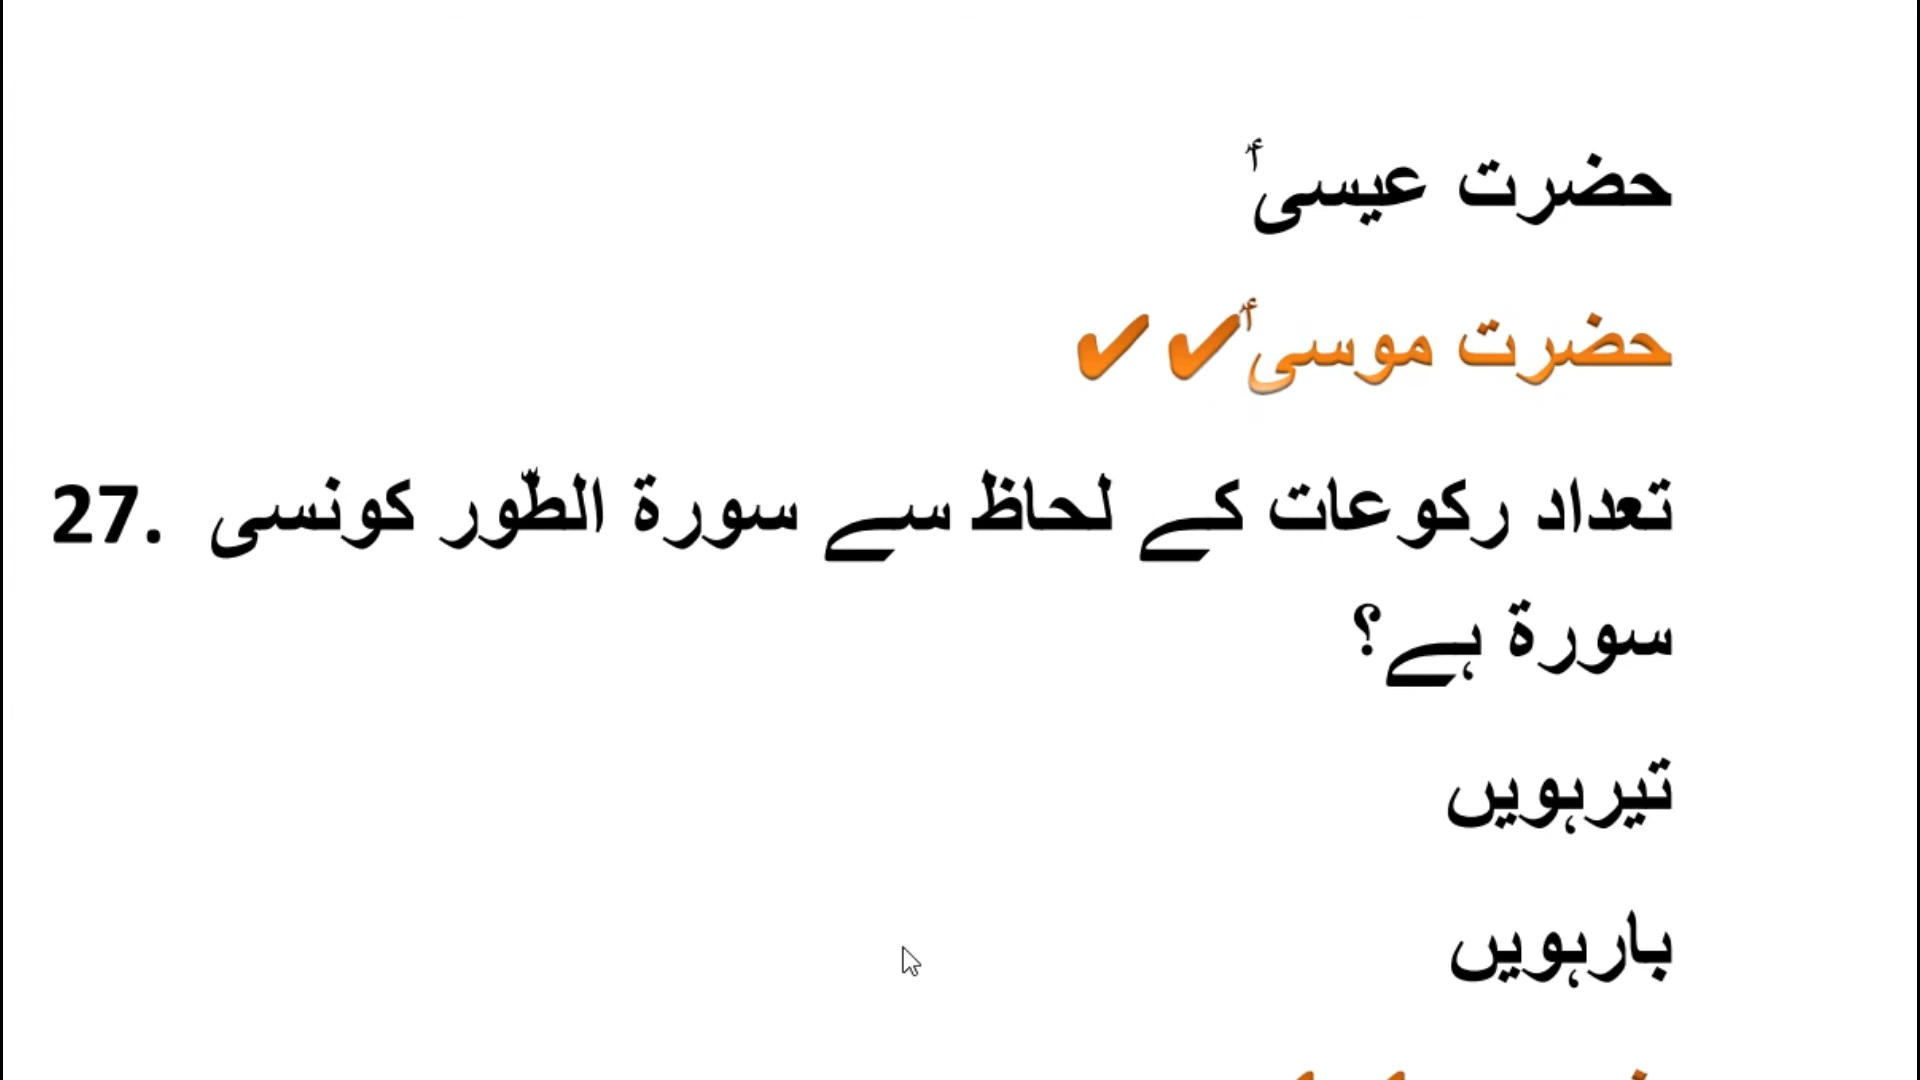 حضرت عیسیٰؑ
حضرت موسیٰؑ ✔✔
27. تعداد رکوعات کے لحاظ سے سورۃ الطّور کونسی
سورۃ ہے؟
تیرہویں
بارہویں